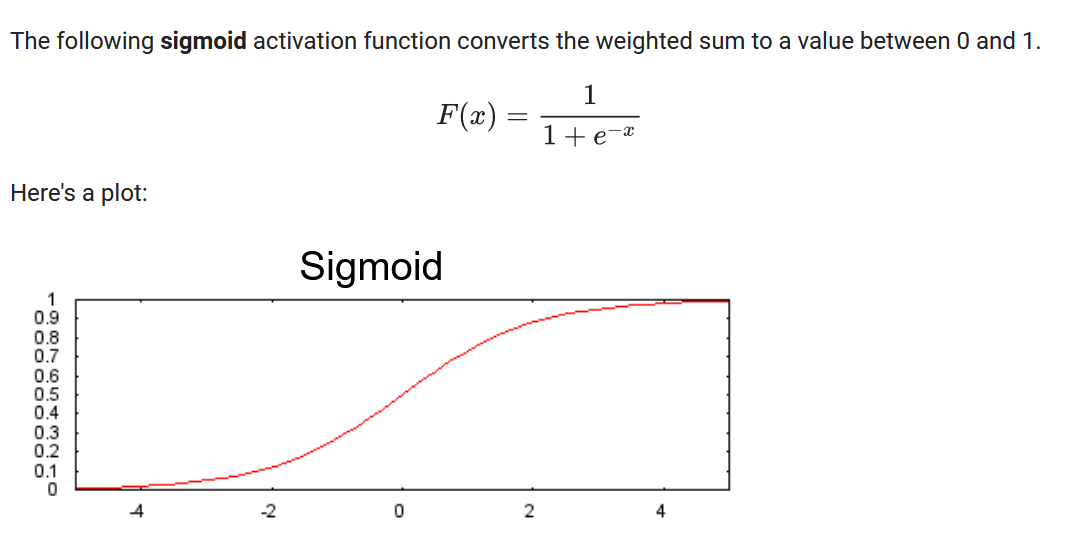 The following sigmoid activation function converts the weighted sum to a value between 0 and 1.
F(x) = 1 / (1 + e^{-x})
Here's a plot:
Sigmoid
1
0.9
0.8
0.7
0.6
0.5
0.4
0.3
0.2
0.1
0
-4 -2 0 2 4